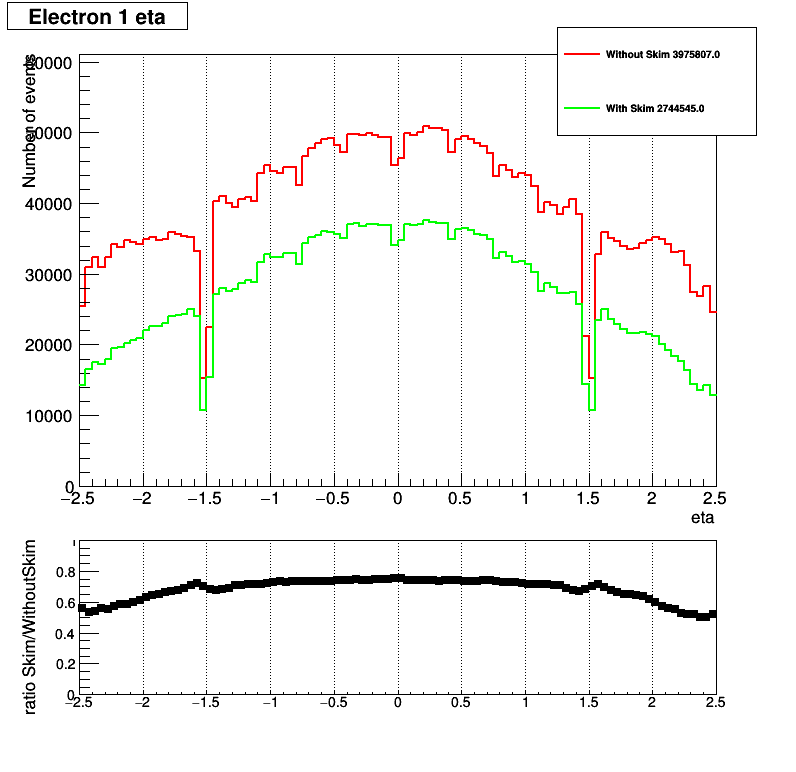 Electron 1 eta
Number of events
Without Skim 3975807.0
With Skim 2744545.0
60000
50000
40000
30000
20000
10000
0
−2.5 −2 −1.5 −1 −0.5 0 0.5 1 1.5 2 2.5
eta
ratio Skim/WithoutSkim
1
0.8
0.6
0.4
0.2
0
−2.5 −2 −1.5 −1 −0.5 0 0.5 1 1.5 2 2.5